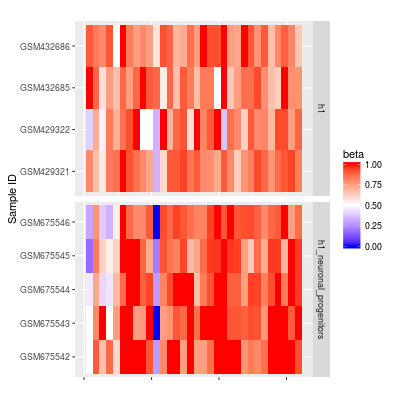 Sample ID
GSM432686
GSM432685
GSM429322
GSM429321
h1
GSM675546
GSM675545
GSM675544
GSM675543
GSM675542
h1_neuronal_progenitors
beta
1.00
0.75
0.50
0.25
0.00